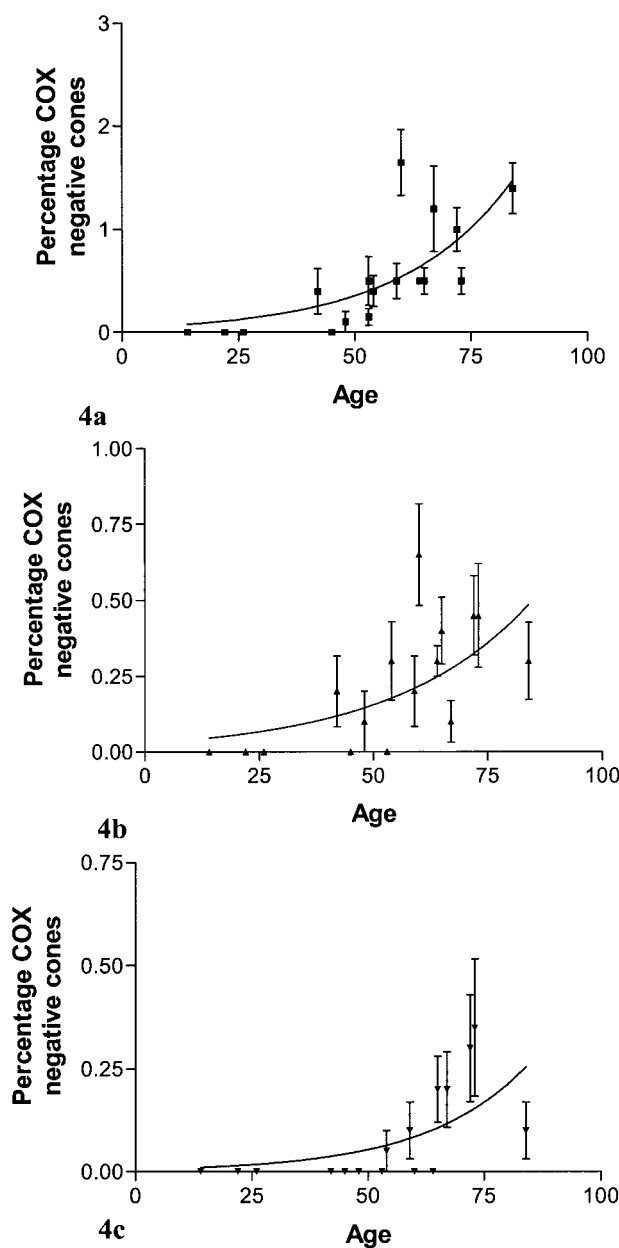 3
2
1
0
Percentage COX
negative cones
0 25 50 75 100
Age
4a
1.00
0.75
0.50
0.25
0.00
Percentage COX
negative cones
0 25 50 75 100
Age
4b
0.75
0.50
0.25
0.00
Percentage COX
negative cones
0 25 50 75 100
Age
4c